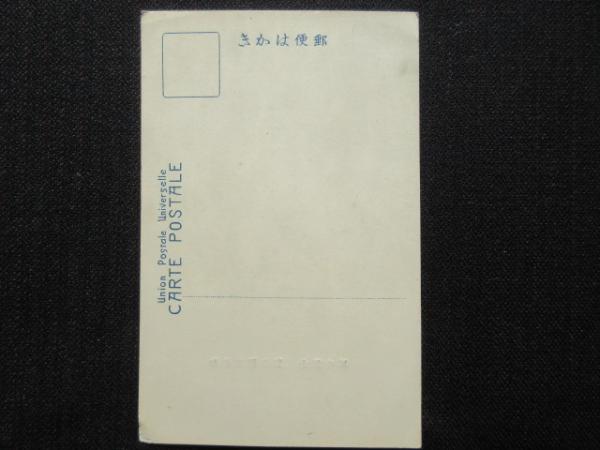 きかは便郵
Union Postale Universelle
CARTE POSTALE